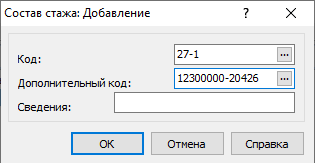 Состав стажа: Добавление ? ×
Код: 27-1 ...
Дополнительный код: 12300000-20426 ...
Сведения:
ОК Отмена Справка